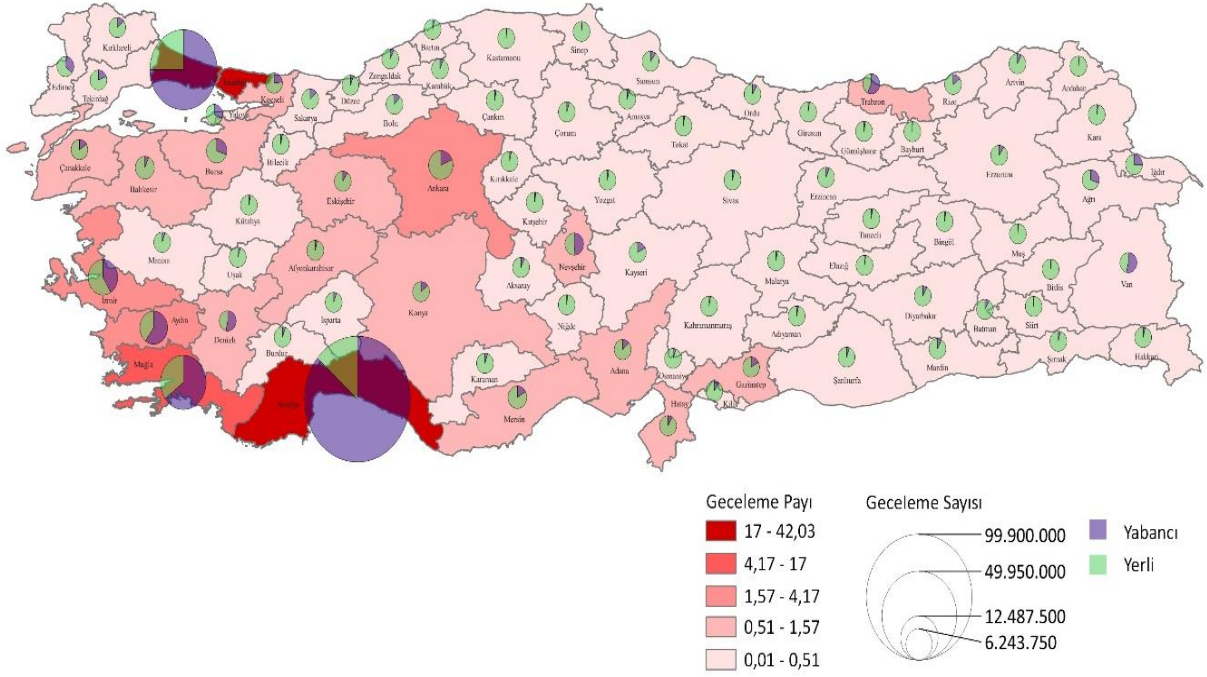 Kırklareli
Edirne
Tekirdağ
İstanbul
Kocaeli
Yalova
Sakarya
Düzce
Bolu
Zonguldak
Bartın
Karabük
Kastamonu
Sinop
Çankırı
Çorum
Samsun
Amasya
Tokat
Ordu
Giresun
Trabzon
Gümüşhane
Bayburt
Rize
Artvin
Ardahan
Kars
Iğdır
Ağrı
Erzurum
Erzincan
Çanakkale
Balıkesir
Bursa
Bilecik
Eskişehir
Ankara
Kırıkkale
Kırşehir
Yozgat
Sivas
Tunceli
Bingöl
Muş
Bitlis
Van
Kütahya
Manisa
Uşak
Afyonkarahisar
İzmir
Aydın
Denizli
Muğla
Burdur
Isparta
Antalya
Konya
Aksaray
Nevşehir
Niğde
Kayseri
Malatya
Elazığ
Diyarbakır
Batman
Siirt
Şırnak
Hakkari
Mardin
Şanlıurfa
Adıyaman
Kahramanmaraş
Gaziantep
Kilis
Osmaniye
Hatay
Adana
Mersin
Karaman
Geceleme Payı
17 - 42,03
4,17 - 17
1,57 - 4,17
0,51 - 1,57
0,01 - 0,51
Geceleme Sayısı
99.900.000
49.950.000
12.487.500
6.243.750
Yabancı
Yerli